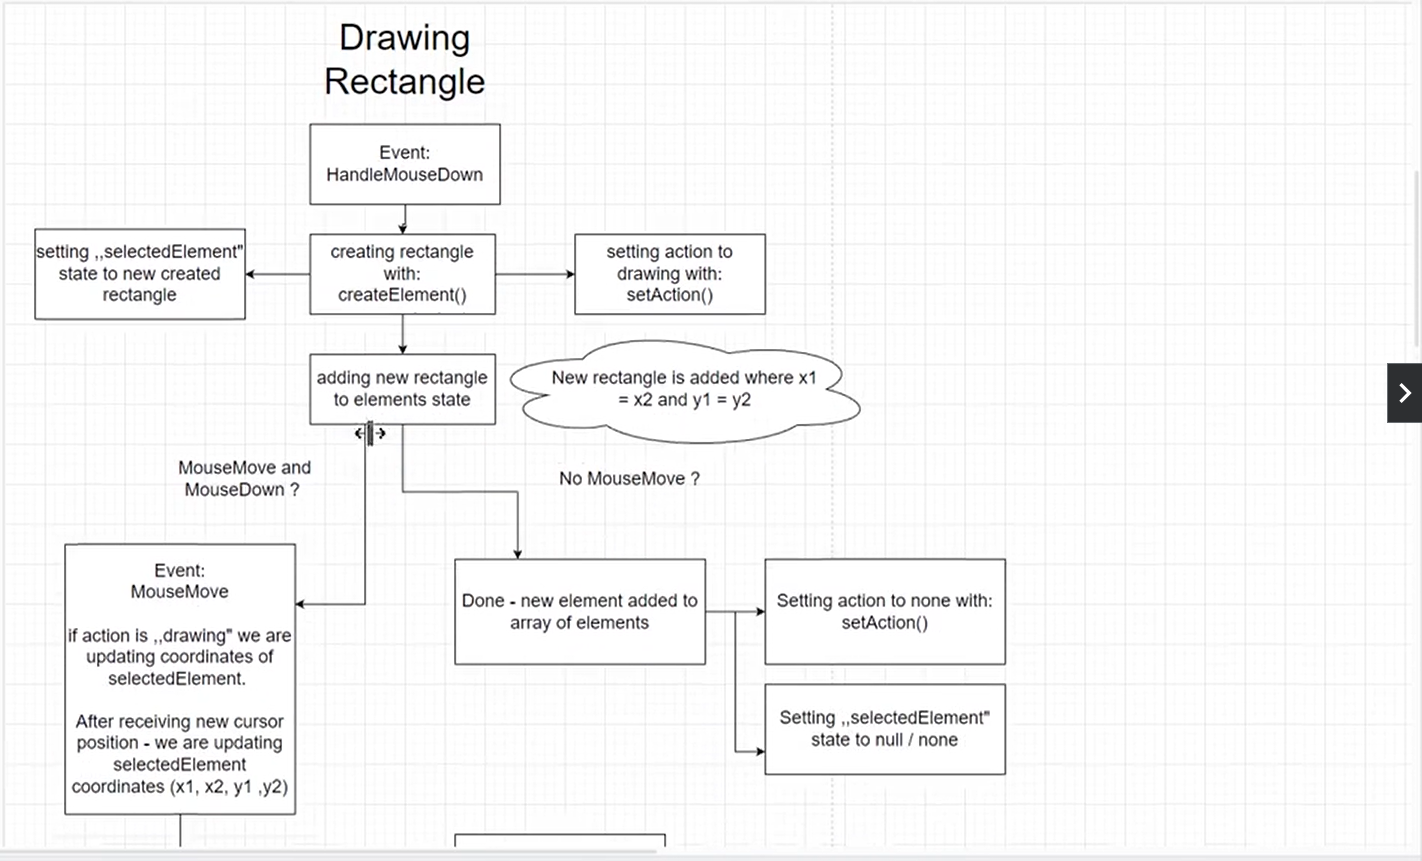 Drawing
Rectangle
Event:
HandleMouseDown
setting ,,selectedElement"
state to new created
rectangle
creating rectangle
with:
createElement()
setting action to
drawing with:
setAction()
adding new rectangle
to elements state
New rectangle is added where x1
= x2 and y1 = y2
MouseMove and
MouseDown ?
No MouseMove ?
Event:
MouseMove
if action is ,,drawing" we are
updating coordinates of
selectedElement.
After receiving new cursor
position - we are updating
selectedElement
coordinates (x1, x2, y1 ,y2)
Done - new element added to
array of elements
Setting action to none with:
setAction()
Setting ,,selectedElement"
state to null / none